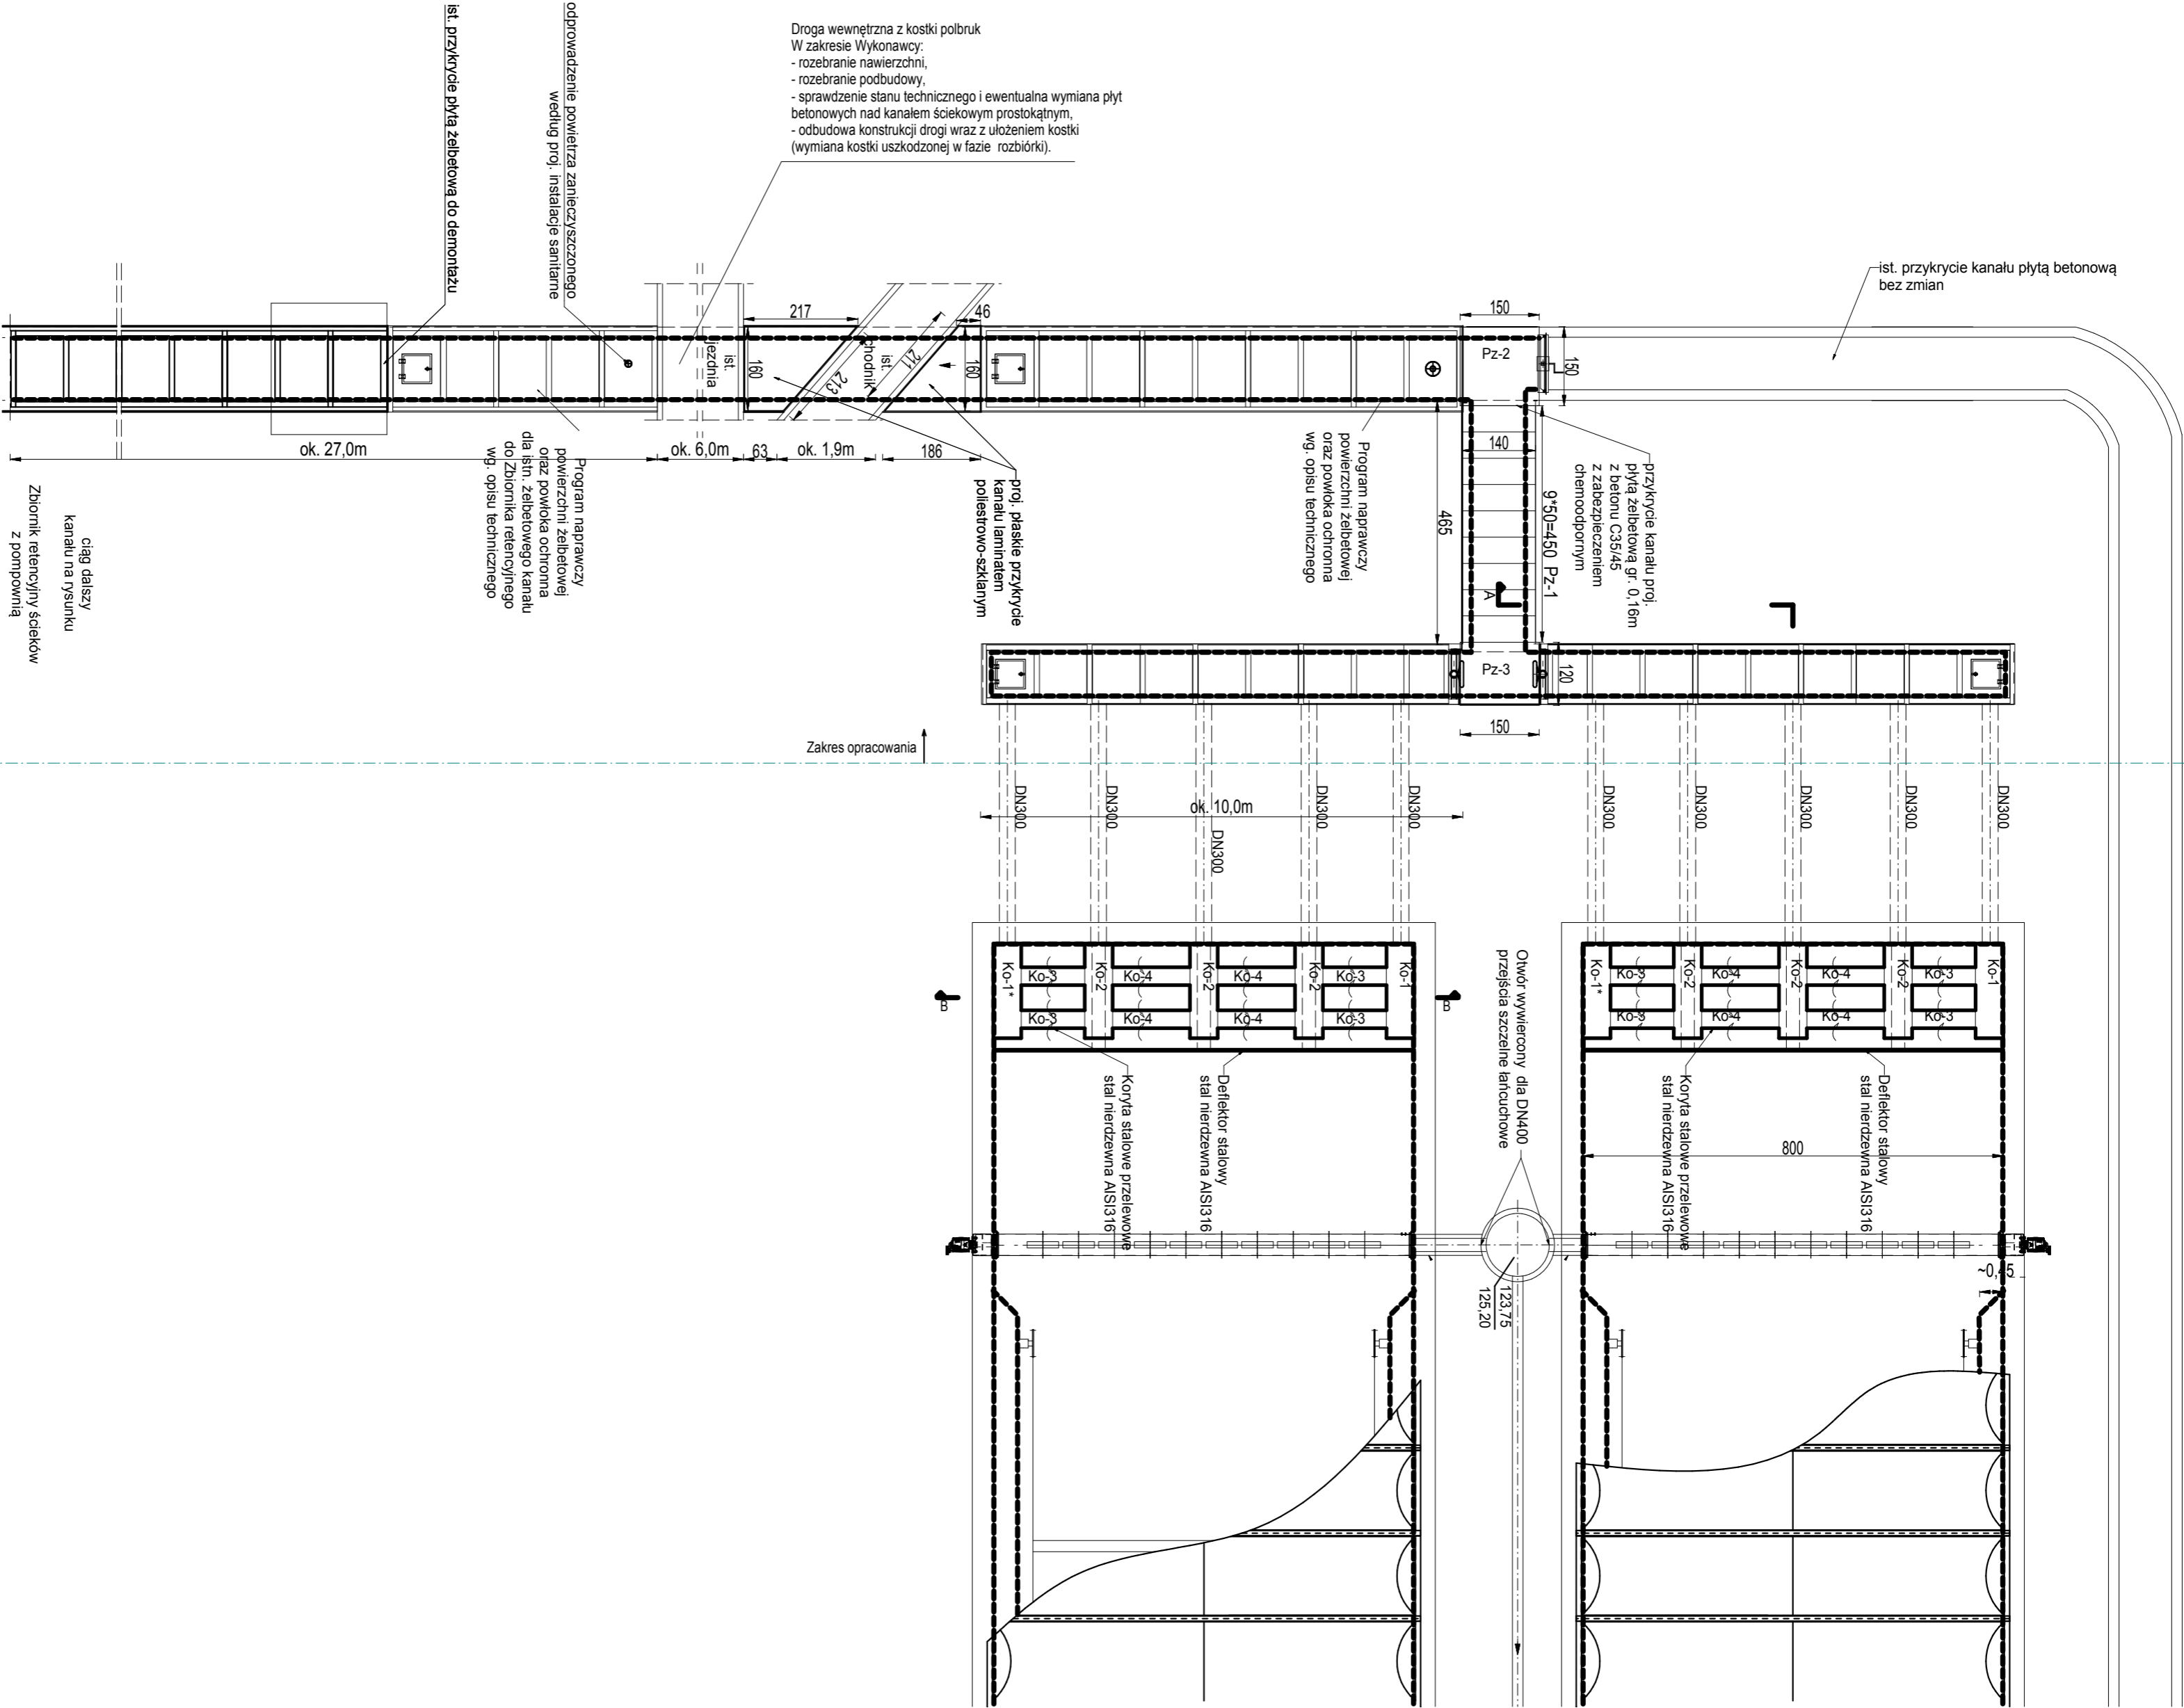 Droga wewnętrzna z kostki polbruk
W zakresie Wykonawcy:
- rozebranie nawierzchni,
- rozebranie podbudowy,
- sprawdzenie stanu technicznego i ewentualna wymiana płyt
betonowych nad kanałem ściekowym prostokątnym,
- odbudowa konstrukcji drogi wraz z ułożeniem kostki
(wymiana kostki uszkodzonej w fazie rozbiórki).
odprowadzenie powietrza zanieczyszczonego
według proj. instalacje sanitarne
ist. przykrycie płytą żelbetową do demontażu
ist. przykrycie kanału płytą betonową
bez zmian
217
46
150
Pz-2
150
ist.
jezdnia
160
ist.
chodnik
213
211
160
140
ok. 27,0m
ok. 6,0m
63
ok. 1,9m
186
465
9*50=450 Pz-1
przykrycie kanału proj.
płytą żelbetową gr. 0,16m
z betonu C35/45
z zabezpieczeniem
chemoodpornym
Program naprawczy
powierzchni żelbetowej
oraz powłoka ochronna
wg. opisu technicznego
proj. płaskie przykrycie
kanału laminatem
poliestrowo-szklanym
Program naprawczy
powierzchni żelbetowej
oraz powłoka ochronna
dla istn. żelbetowego kanału
do Zbiornika retencyjnego
wg. opisu technicznego
ciąg dalszy
kanału na rysunku
Zbiornik retencyjny ścieków
z pompownią
A
Pz-3
120
150
Zakres opracowania
DN300
DN300
DN300
DN300
DN300
DN300
DN300
DN300
DN300
DN300
ok. 10,0m
Ko-1*
Ko-3
Ko-2
Ko-4
Ko-2
Ko-4
Ko-2
Ko-3
Ko-1
Ko-3
Ko-4
Ko-4
Ko-3
B
B
Ko-1*
Ko-3
Ko-2
Ko-4
Ko-2
Ko-4
Ko-2
Ko-3
Ko-1
Ko-3
Ko-4
Ko-4
Ko-3
Otwór wywiercony dla DN400
przejścia szczelne łańcuchowe
Deflektor stalowy
stal nierdzewna AISI316
Koryta stalowe przelewowe
stal nierdzewna AISI316
Deflektor stalowy
stal nierdzewna AISI316
Koryta stalowe przelewowe
stal nierdzewna AISI316
800
~0,45
123,75
125,20